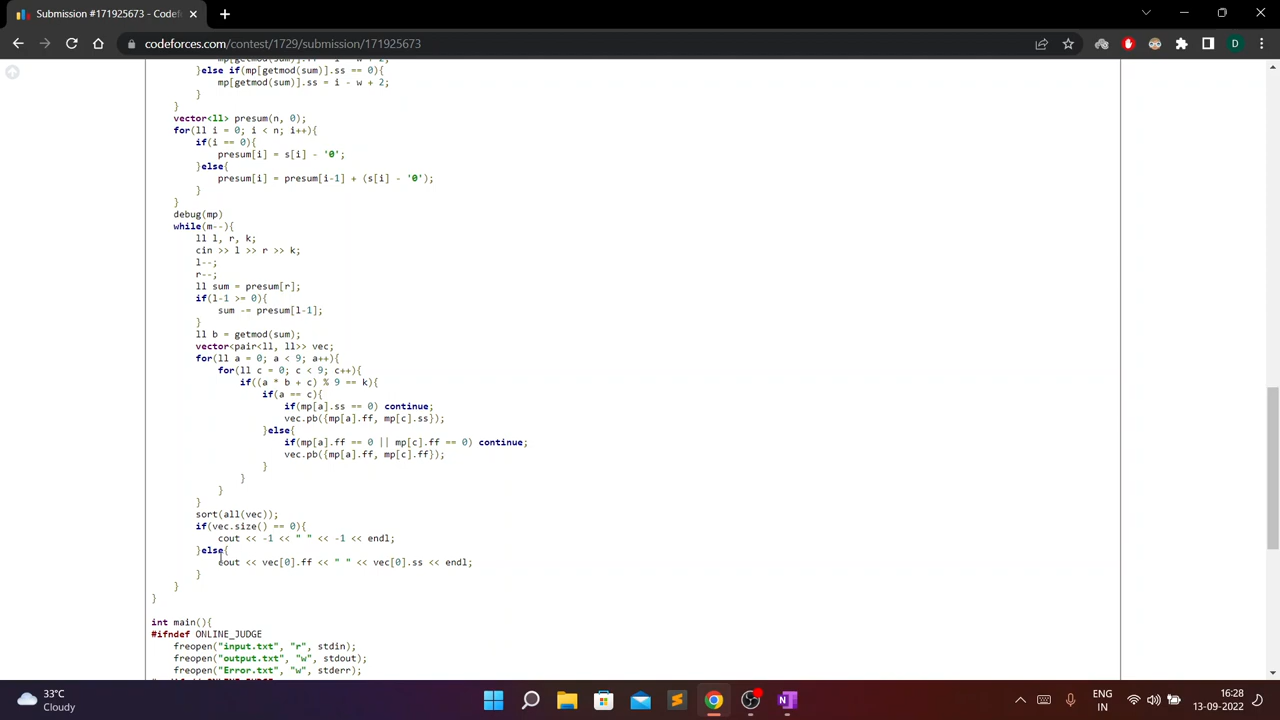 Submission #171925673 - Codef
codeforces.com/contest/1729/submission/171925673
D
mp[getmod(sum)].ff = i - w + 2;
}else if(mp[getmod(sum)].ss == 0){
mp[getmod(sum)].ss = i - w + 2;
}
}
vector<ll> presum(n, 0);
for(ll i = 0; i < n; i++){
if(i == 0){
presum[i] = s[i] - '0';
}else{
presum[i] = presum[i-1] + (s[i] - '0');
}
}
debug(mp)
while(m--){
ll l, r, k;
cin >> l >> r >> k;
l--;
r--;
ll sum = presum[r];
if(l-1 >= 0){
sum -= presum[l-1];
}
ll b = getmod(sum);
vector<pair<ll, ll>> vec;
for(ll a = 0; a < 9; a++){
for(ll c = 0; c < 9; c++){
if((a * b + c) % 9 == k){
if(a == c){
if(mp[a].ss == 0) continue;
vec.pb({mp[a].ff, mp[c].ss});
}else{
if(mp[a].ff == 0 || mp[c].ff == 0) continue;
vec.pb({mp[a].ff, mp[c].ff});
}
}
}
}
sort(all(vec));
if(vec.size() == 0){
cout << -1 << " " << -1 << endl;
}else{
cout << vec[0].ff << " " << vec[0].ss << endl;
}
}
}
int main(){
#ifndef ONLINE_JUDGE
freopen("input.txt", "r", stdin);
freopen("output.txt", "w", stdout);
freopen("Error.txt", "w", stderr);
33°C
Cloudy
ENG
IN
16:28
13-09-2022